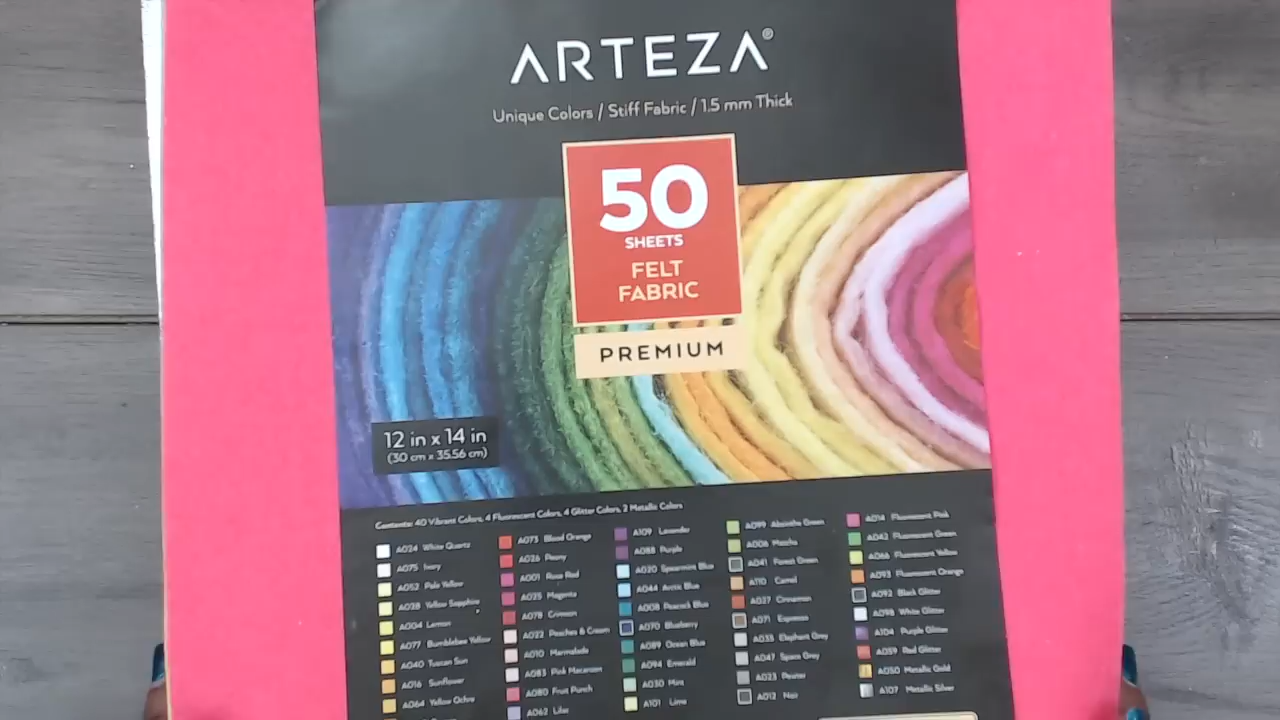 ARTEZA®
Unique Colors / Stiff Fabric / 1.5 mm Thick
50
SHEETS
FELT
FABRIC
PREMIUM
12 in x 14 in
(30 cm x 35.56 cm)
Contents: 40 Vibrant Colors, 4 Fluorescent Colors, 4 Glitter Colors, 2 Metallic Colors
A024 White Quartz
A075 Ivory
A052 Pale Yellow
A028 Yellow Sapphire
A004 Lemon
A077 Bumblebee Yellow
A040 Tuscan Sun
A016 Sunflower
A064 Yellow Ochre
A073 Blood Orange
A026 Peony
A001 Rose Red
A035 Magenta
A078 Crimson
A022 Peaches & Cream
A010 Marmalade
A083 Pink Macaroon
A080 Fruit Punch
A062 Lilac
A109 Lavender
A088 Purple
A020 Spearmint Blue
A044 Arctic Blue
A008 Peacock Blue
A070 Blueberry
A089 Ocean Blue
A094 Emerald
A030 Mint
A101 Lime
A099 Absinthe Green
A006 Matcha
A041 Forest Green
A110 Camel
A027 Cinnamon
A071 Espresso
A055 Elephant Grey
A047 Space Grey
A023 Pewter
A012 Noir
A014 Fluorescent Pink
A042 Fluorescent Green
A066 Fluorescent Yellow
A093 Fluorescent Orange
A092 Black Glitter
A098 White Glitter
A104 Purple Glitter
A059 Red Glitter
A050 Metallic Gold
A107 Metallic Silver